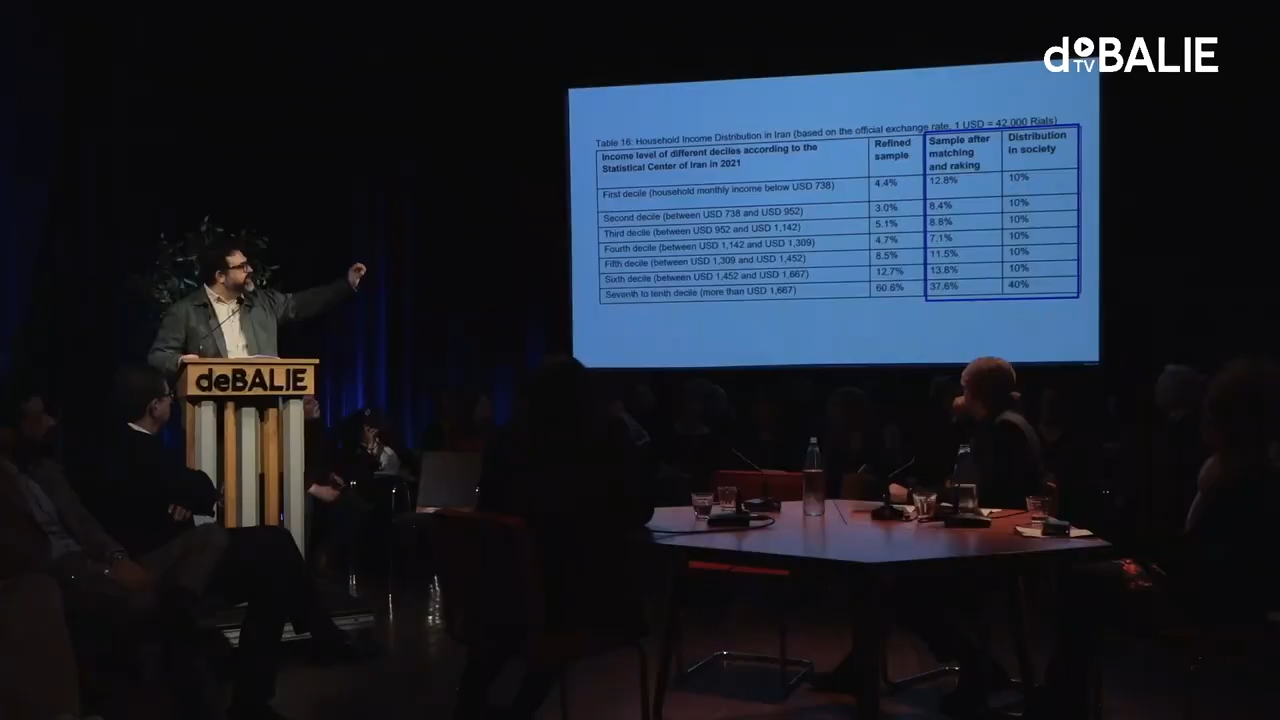 doBALIE
TV
Table 16: Household Income Distribution in Iran (based on the official exchange rate, 1 USD = 42,000 Rials)
Income level of different deciles according to the Statistical Center of Iran in 2021 Refined sample Sample after matching and raking Distribution in society
First decile (household monthly income below USD 738) 4.4% 12.8% 10%
Second decile (between USD 738 and USD 952) 3.0% 8.4% 10%
Third decile (between USD 952 and USD 1,142) 5.1% 8.8% 10%
Fourth decile (between USD 1,142 and USD 1,309) 4.7% 7.1% 10%
Fifth decile (between USD 1,309 and USD 1,452) 8.5% 11.5% 10%
Sixth decile (between USD 1,452 and USD 1,667) 12.7% 13.8% 10%
Seventh to tenth decile (more than USD 1,667) 60.6% 37.6% 40%
deBALIE